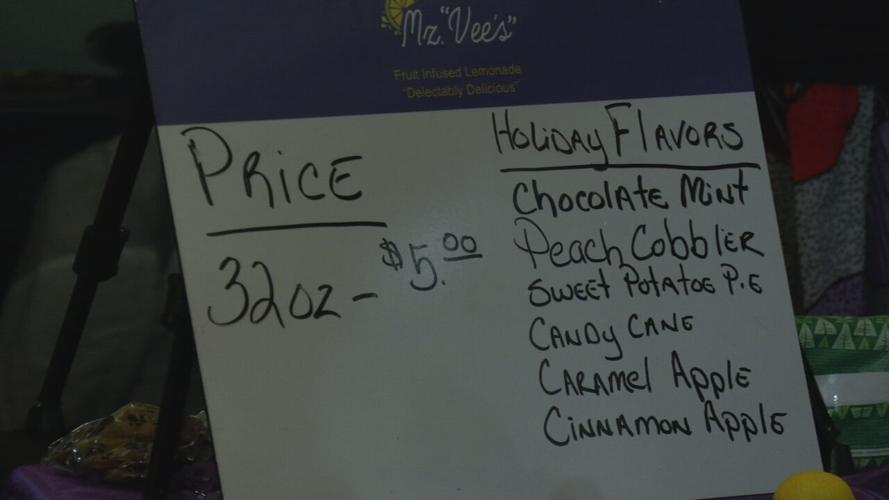 Mz. "Vee's"
Fruit Infused Lemonade
"Delectably Delicious"
PRiCE
32oz - $5.00
HoLiDAy FlAVORS
ChocolAtE MiNt
Peach CobblER
SWEEt PotAtoE PiE
CANDy CANE
CARAMEl ApplE
CiNNAMON ApplE